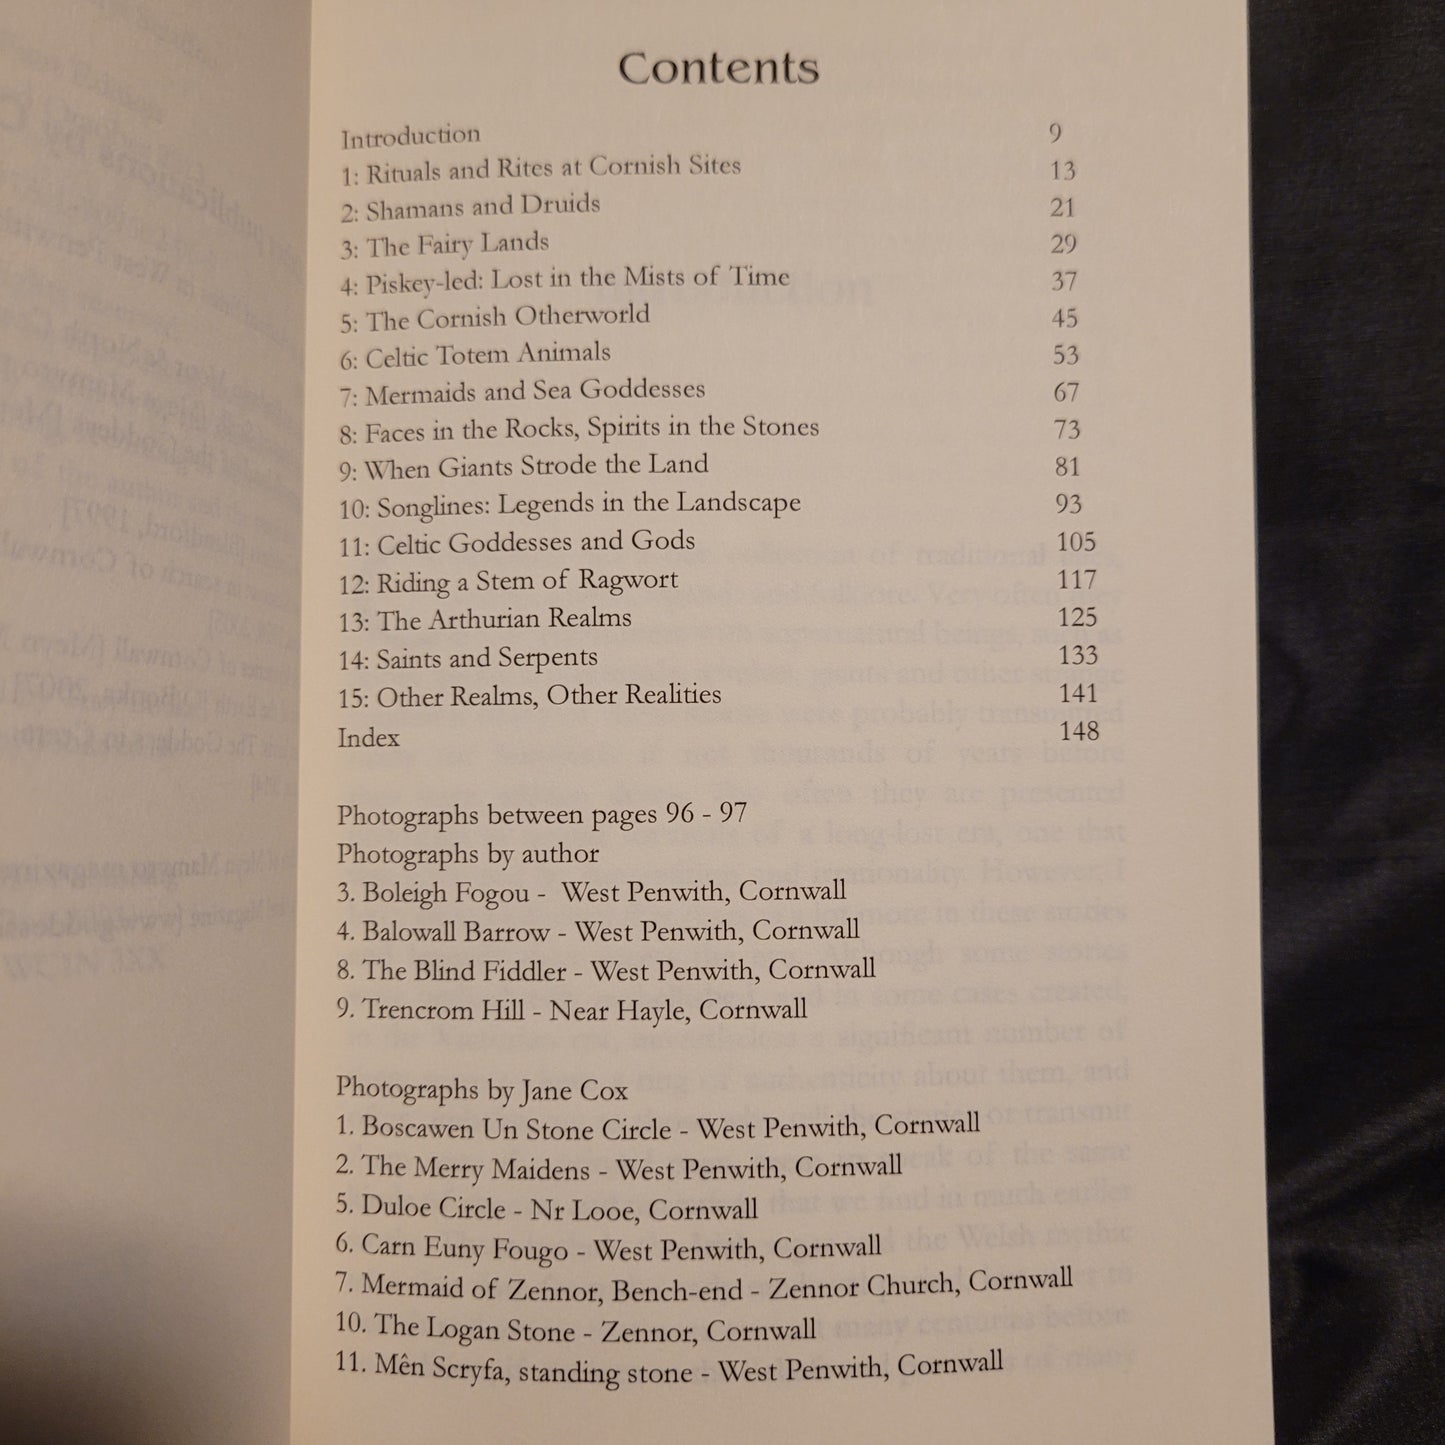 Contents
Introduction 9
1: Rituals and Rites at Cornish Sites 13
2: Shamans and Druids 21
3: The Fairy Lands 29
4: Piskey-led: Lost in the Mists of Time 37
5: The Cornish Otherworld 45
6: Celtic Totem Animals 53
7: Mermaids and Sea Goddesses 67
8: Faces in the Rocks, Spirits in the Stones 73
9: When Giants Strode the Land 81
10: Songlines: Legends in the Landscape 93
11: Celtic Goddesses and Gods 105
12: Riding a Stem of Ragwort 117
13: The Arthurian Realms 125
14: Saints and Serpents 133
15: Other Realms, Other Realities 141
Index 148
Photographs between pages 96 - 97
Photographs by author
3. Boleigh Fogou - West Penwith, Cornwall
4. Balowall Barrow - West Penwith, Cornwall
8. The Blind Fiddler - West Penwith, Cornwall
9. Trencrom Hill - Near Hayle, Cornwall
Photographs by Jane Cox
1. Boscawen Un Stone Circle - West Penwith, Cornwall
2. The Merry Maidens - West Penwith, Cornwall
5. Duloe Circle - Nr Looe, Cornwall
6. Carn Euny Fougo - West Penwith, Cornwall
7. Mermaid of Zennor, Bench-end - Zennor Church, Cornwall
10. The Logan Stone - Zennor, Cornwall
11. Mên Scryfa, standing stone - West Penwith, Cornwall